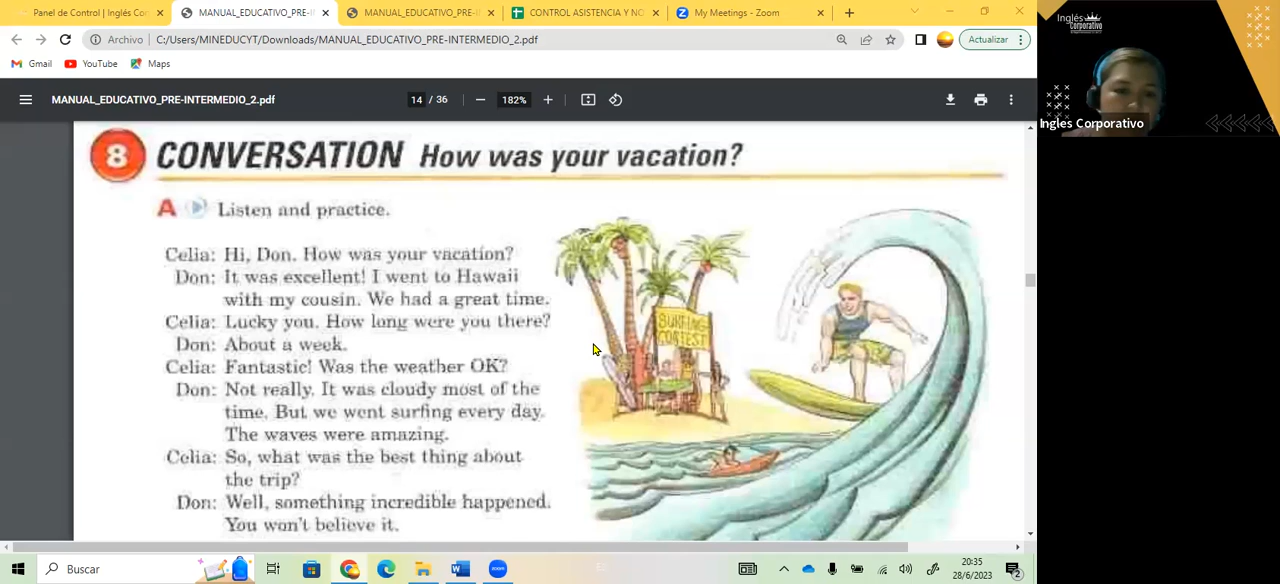 Panel de Control | Inglés Cor
MANUAL_EDUCATIVO_PRE-I
MANUAL_EDUCATIVO_PRE-I
CONTROL ASISTENCIA Y NO
My Meetings - Zoom
Archivo
C:/Users/MINEDUCYT/Downloads/MANUAL_EDUCATIVO_PRE-INTERMEDIO_2.pdf
Actualizar
Gmail
YouTube
Maps
MANUAL_EDUCATIVO_PRE-INTERMEDIO_2.pdf
14 / 36
182%
Inglés
Corporativo
Ingles Corporativo
8 CONVERSATION How was your vacation?
A Listen and practice.
Celia: Hi, Don. How was your vacation?
Don: It was excellent! I went to Hawaii
with my cousin. We had a great time.
Celia: Lucky you. How long were you there?
Don: About a week.
Celia: Fantastic! Was the weather OK?
Don: Not really. It was cloudy most of the
time. But we went surfing every day.
The waves were amazing.
Celia: So, what was the best thing about
the trip?
Don: Well, something incredible happened.
You won't believe it.
SURFING
CONTEST
Buscar
20:35
28/6/2023
2